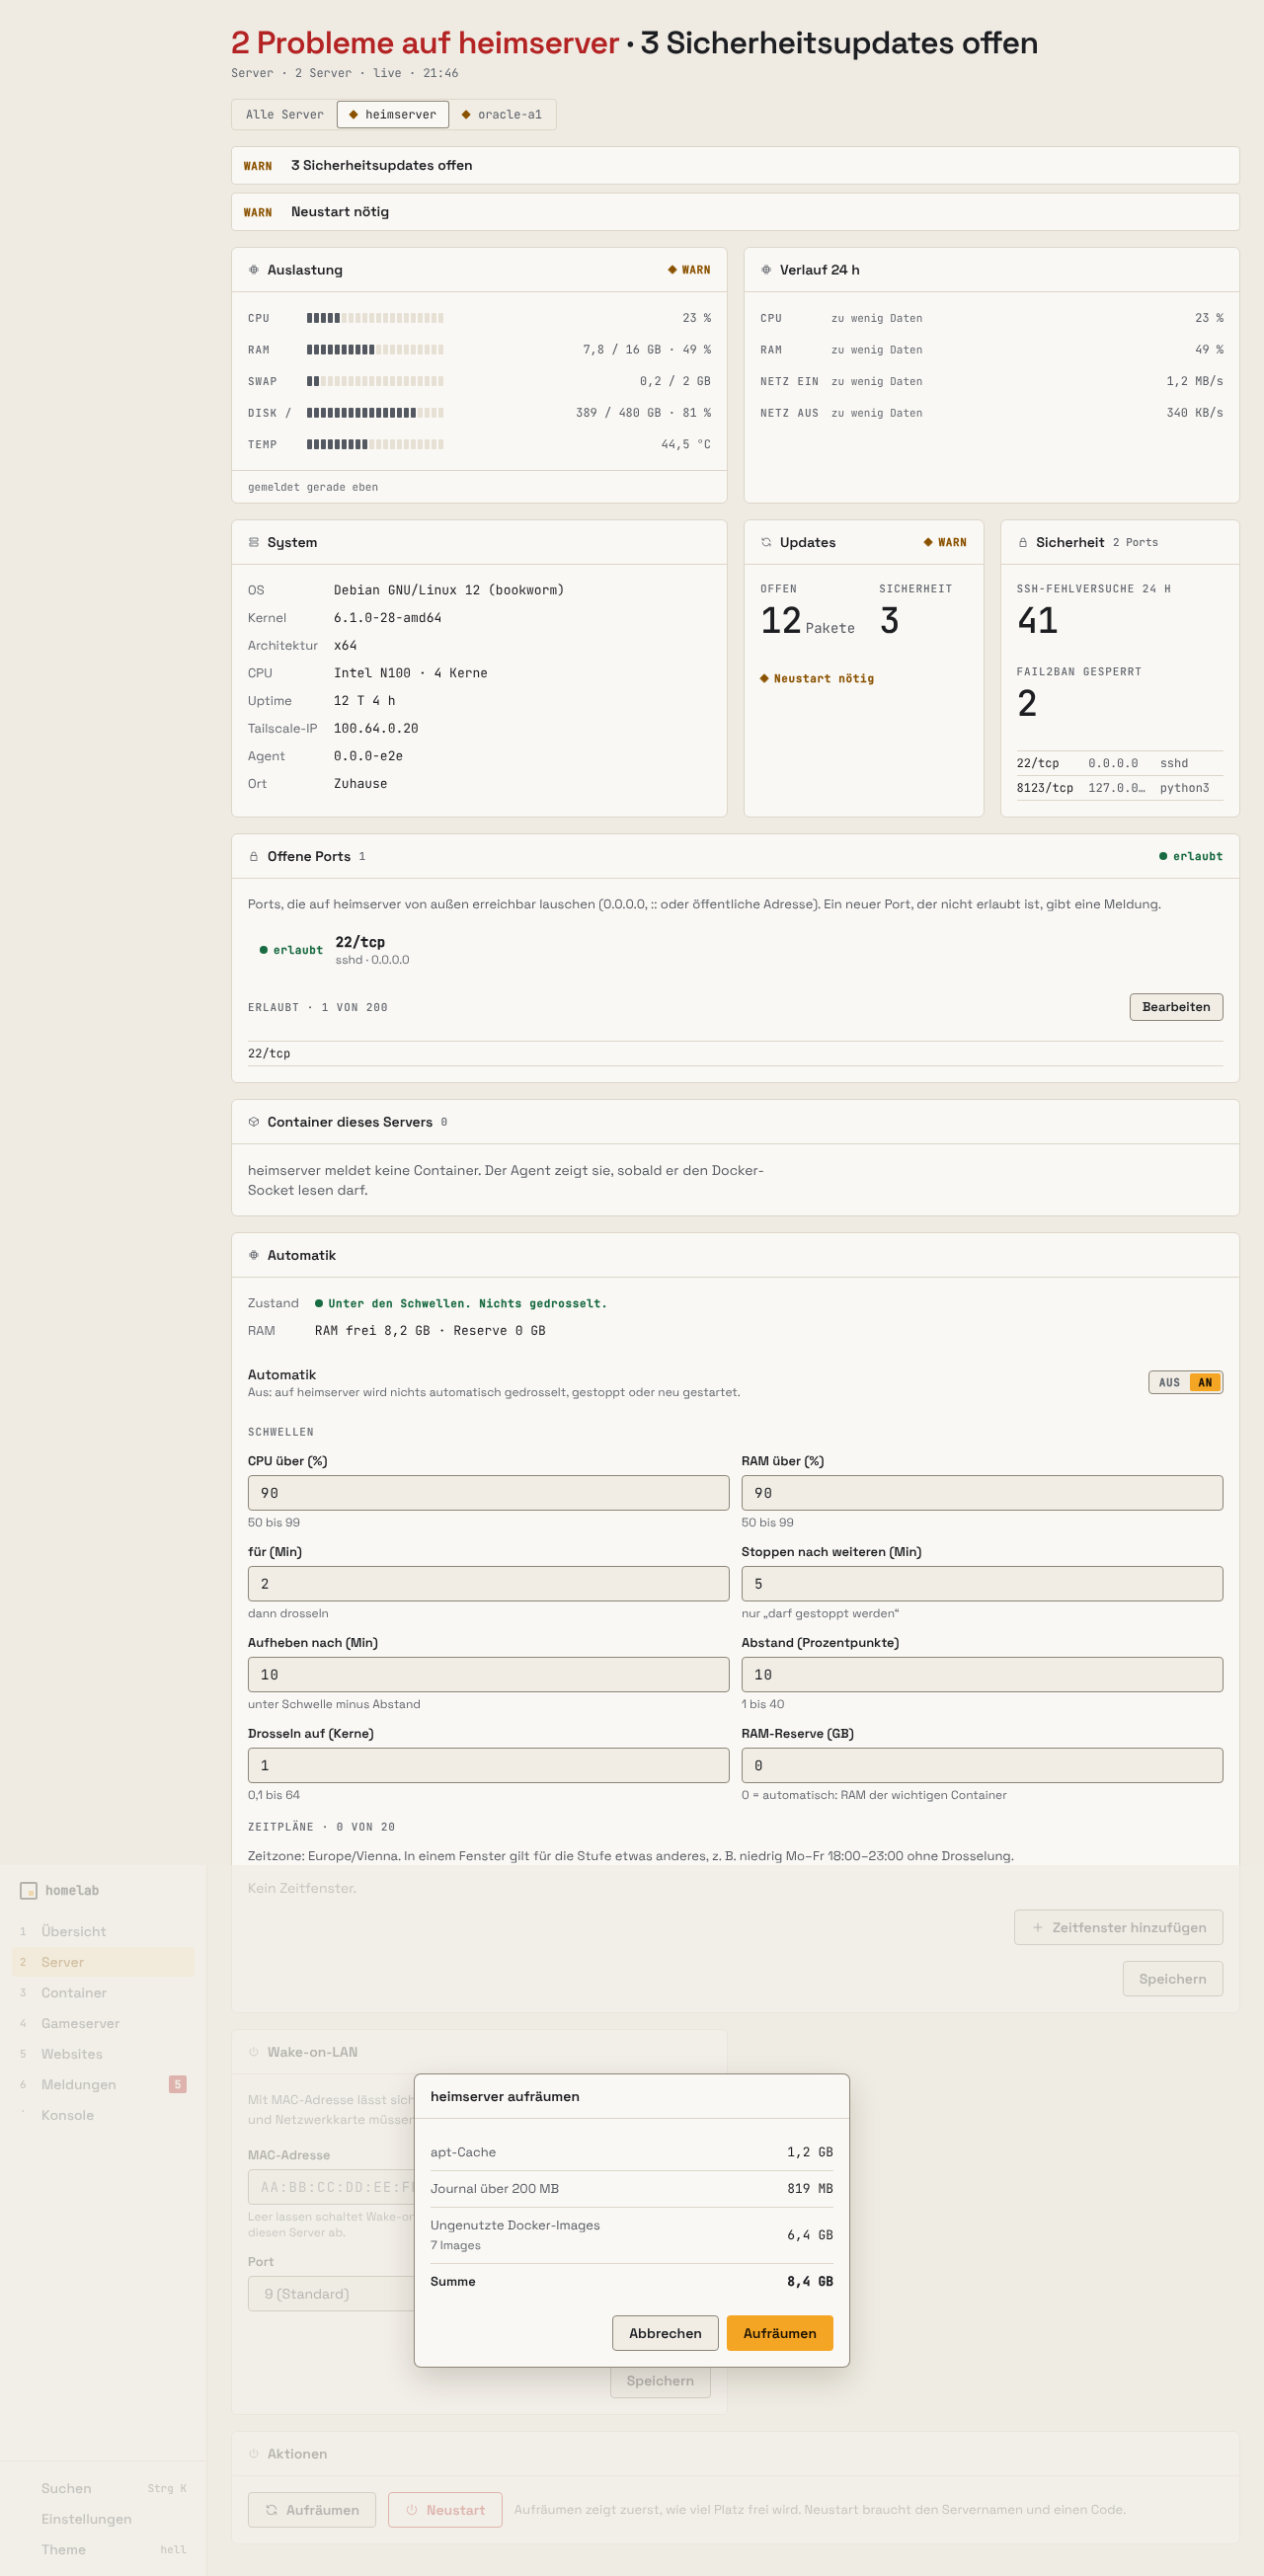 2 Probleme auf heimserver · 3 Sicherheitsupdates offen
Server · 2 Server · live · 21:46
Alle Server heimserver oracle-a1
WARN 3 Sicherheitsupdates offen
WARN Neustart nötig
Auslastung WARN
CPU 23 %
RAM 7,8 / 16 GB · 49 %
SWAP 0,2 / 2 GB
DISK / 389 / 480 GB · 81 %
TEMP 44,5 °C
gemeldet gerade eben
Verlauf 24 h
CPU zu wenig Daten 23 %
RAM zu wenig Daten 49 %
NETZ EIN zu wenig Daten 1,2 MB/s
NETZ AUS zu wenig Daten 340 KB/s
System
OS Debian GNU/Linux 12 (bookworm)
Kernel 6.1.0-28-amd64
Architektur x64
CPU Intel N100 · 4 Kerne
Uptime 12 T 4 h
Tailscale-IP 100.64.0.20
Agent 0.0.0-e2e
Ort Zuhause
Updates WARN
OFFEN SICHERHEIT
12 Pakete 3
Neustart nötig
Sicherheit 2 Ports
SSH-FEHLVERSUCHE 24 H
41
FAIL2BAN GESPERRT
2
22/tcp 0.0.0.0 sshd
8123/tcp 127.0.0… python3
Offene Ports 1 erlaubt
Ports, die auf heimserver von außen erreichbar lauschen (0.0.0.0, :: oder öffentliche Adresse). Ein neuer Port, der nicht erlaubt ist, gibt eine Meldung.
erlaubt 22/tcp
sshd · 0.0.0.0
ERLAUBT · 1 VON 200 Bearbeiten
22/tcp
Container dieses Servers 0
heimserver meldet keine Container. Der Agent zeigt sie, sobald er den Docker-
Socket lesen darf.
Automatik
Zustand Unter den Schwellen. Nichts gedrosselt.
RAM RAM frei 8,2 GB · Reserve 0 GB
Automatik
Aus: auf heimserver wird nichts automatisch gedrosselt, gestoppt oder neu gestartet.
AUS AN
SCHWELLEN
CPU über (%) RAM über (%)
90 90
50 bis 99 50 bis 99
für (Min) Stoppen nach weiteren (Min)
2 5
dann drosseln nur „darf gestoppt werden“
Aufheben nach (Min) Abstand (Prozentpunkte)
10 10
unter Schwelle minus Abstand 1 bis 40
Drosseln auf (Kerne) RAM-Reserve (GB)
1 0
0,1 bis 64 0 = automatisch: RAM der wichtigen Container
ZEITPLÄNE · 0 VON 20
Zeitzone: Europe/Vienna. In einem Fenster gilt für die Stufe etwas anderes, z. B. niedrig Mo–Fr 18:00–23:00 ohne Drosselung.
Kein Zeitfenster.
Zeitfenster hinzufügen
Speichern
homelab
1 Übersicht
2 Server
3 Container
4 Gameserver
5 Websites
6 Meldungen 5
` Konsole
Suchen Strg K
Einstellungen
Theme hell
Wake-on-LAN
Mit MAC-Adresse lässt sich
und Netzwerkkarte müssen
MAC-Adresse
AA:BB:CC:DD:EE:F
Leer lassen schaltet Wake-on
diesen Server ab.
Port
9 (Standard)
Speichern
heimserver aufräumen
apt-Cache 1,2 GB
Journal über 200 MB 819 MB
Ungenutzte Docker-Images 6,4 GB
7 Images
Summe 8,4 GB
Abbrechen Aufräumen
Aktionen
Aufräumen Neustart Aufräumen zeigt zuerst, wie viel Platz frei wird. Neustart braucht den Servernamen und einen Code.